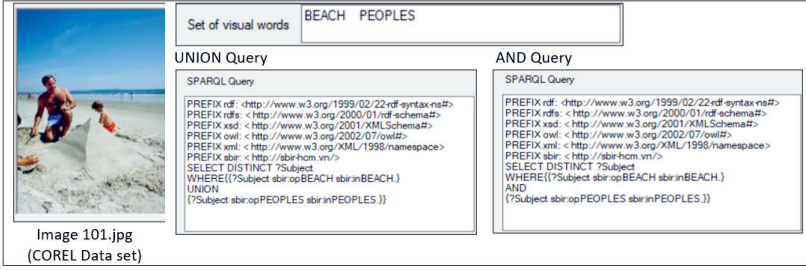 Set of visual words
BEACH PEOPLES
UNION Query
SPARQL Query
PREFIX rdf: <http://www.w3.org/1999/02/22-rdf-syntax-ns#>
PREFIX rdfs: < http://www.w3.org/2000/01/rdf-schema#>
PREFIX xsd: < http://www.w3.org/2001/XMLSchema#>
PREFIX owl: < http://www.w3.org/2002/07/owl#>
PREFIX xml: < http://www.w3.org/XML/1998/namespace>
PREFIX sbir: < http://sbir-hcm.vn/>
SELECT DISTINCT ?Subject
WHERE{{?Subject sbir:opBEACH sbir:inBEACH.}
UNION
{?Subject sbir:opPEOPLES sbir:inPEOPLES.}}
AND Query
SPARQL Query
PREFIX rdf: <http://www.w3.org/1999/02/22-rdf-syntax-ns#>
PREFIX rdfs: < http://www.w3.org/2000/01/rdf-schema#>
PREFIX xsd: < http://www.w3.org/2001/XMLSchema#>
PREFIX owl: < http://www.w3.org/2002/07/owl#>
PREFIX xml: < http://www.w3.org/XML/1998/namespace>
PREFIX sbir: < http://sbir-hcm.vn/>
SELECT DISTINCT ?Subject
WHERE{{?Subject sbir:opBEACH sbir:inBEACH.}
AND
{?Subject sbir:opPEOPLES sbir:inPEOPLES.}}
Image 101.jpg
(COREL Data set)